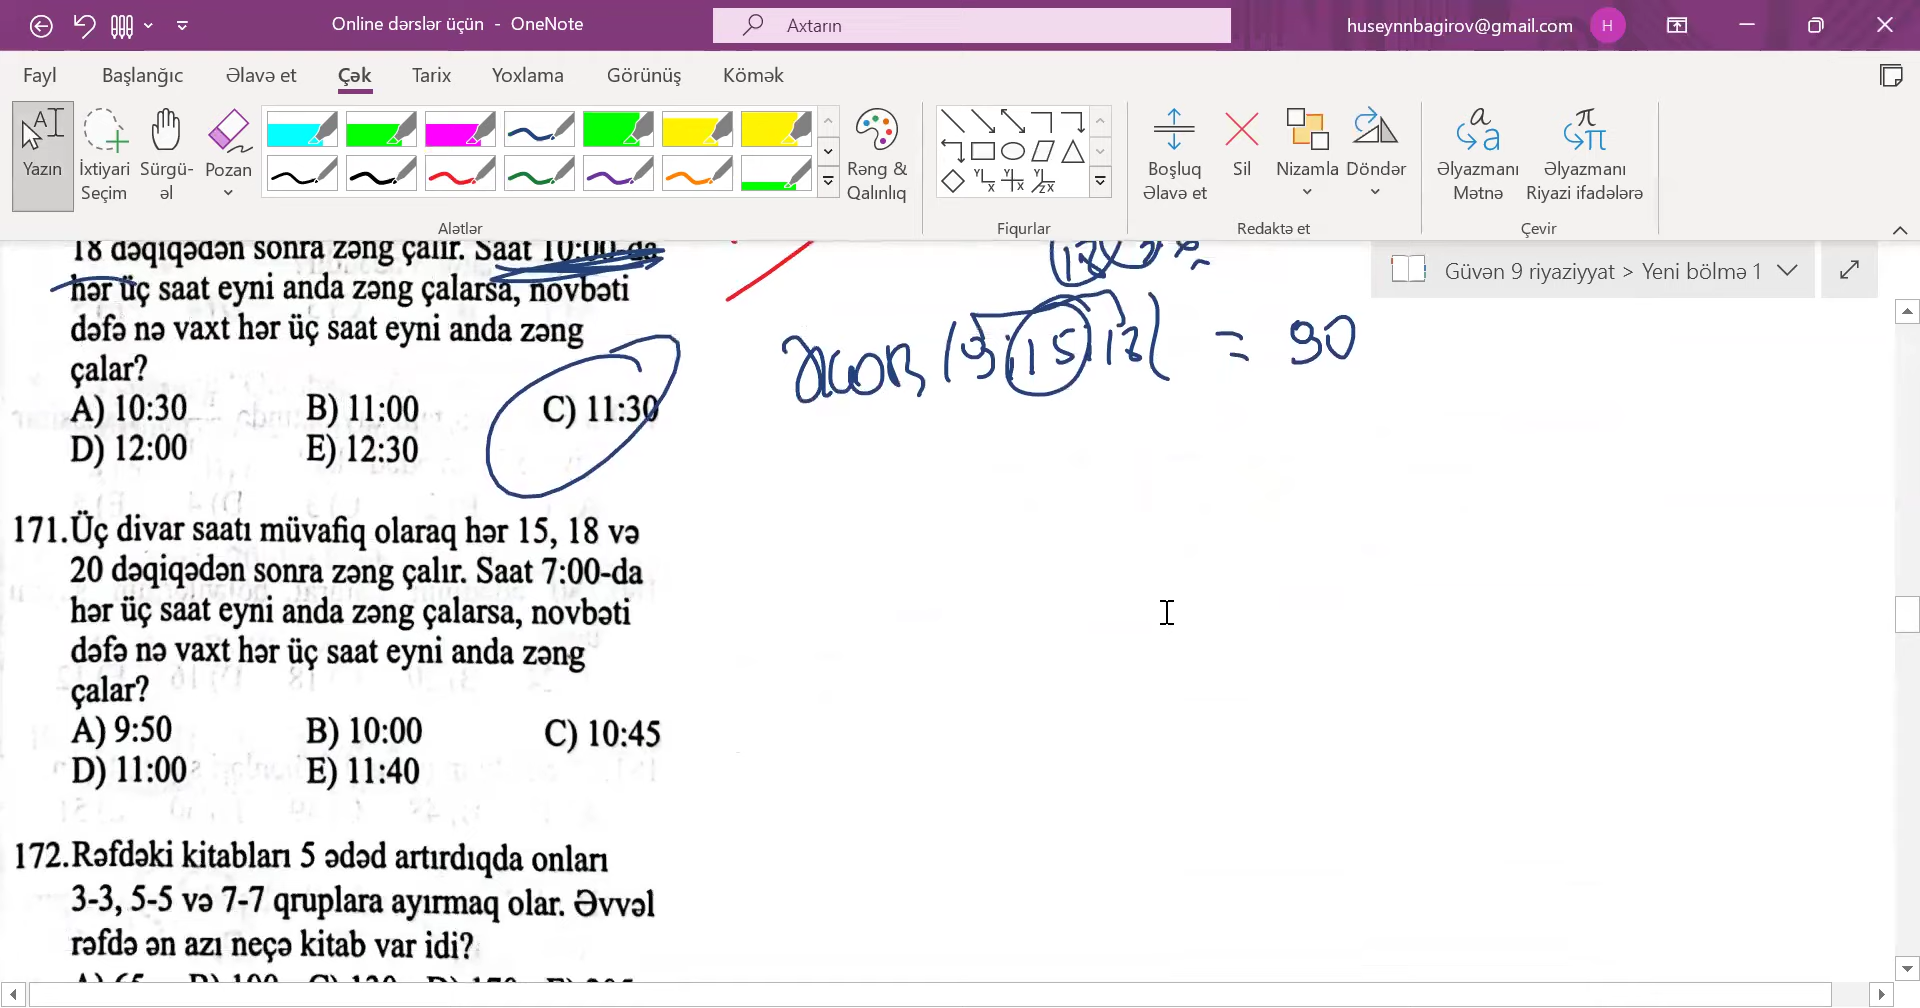 Online dərslər üçün - OneNote
Axtarın
huseynnbagirov@gmail.com
H
Fayl Başlanğıc Əlavə et Çək Tarix Yoxlama Görünüş Kömək
Yazın
İxtiyari Seçim
Sürgü-əl
Pozan
Rəng & Qalınlıq
Boşluq Əlavə et
Sil
Nizamla
Döndər
Əlyazmanı Mətnə
Əlyazmanı Riyazi ifadələrə
Alətlər
Fiqurlar
Redaktə et
Çevir
Güvən 9 riyaziyyat > Yeni bölmə 1
18 dəqiqədən sonra zəng çalır. Saat 10:00-da
hər üç saat eyni anda zəng çalarsa, novbəti
dəfə nə vaxt hər üç saat eyni anda zəng
çalar?
A) 10:30 B) 11:00 C) 11:30
D) 12:00 E) 12:30
= 90
171. Üç divar saatı müvafiq olaraq hər 15, 18 və
20 dəqiqədən sonra zəng çalır. Saat 7:00-da
hər üç saat eyni anda zəng çalarsa, novbəti
dəfə nə vaxt hər üç saat eyni anda zəng
çalar?
A) 9:50 B) 10:00 C) 10:45
D) 11:00 E) 11:40
172. Rəfdəki kitabları 5 ədəd artırdıqda onları
3-3, 5-5 və 7-7 qruplara ayırmaq olar. Əvvəl
rəfdə ən azı neçə kitab var idi?